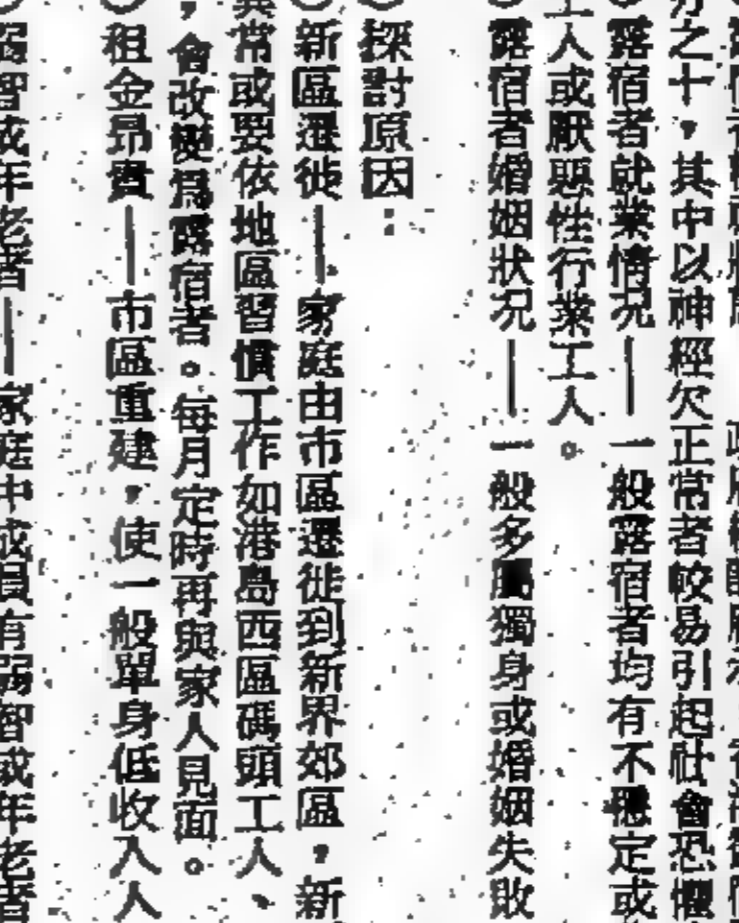 分之十，其中以神經欠正常者較易引起社會恐懼
露宿者就業情况——一般露宿者均有不穩定或
工人或厭惡性行業工人。
露宿者婚姻狀况——一般多屬獨身或婚姻失敗
探討原因：
新區遷徙——家庭由市區遷徙到新界郊區，新
異常或要依地區習慣工作如港島西區碼頭工人、
，會改變爲露宿者。每月定時再與家人見面。
租金昂貴——市區重建，使一般單身低收入人
弱智或年老者——家庭中成員有弱智或年老者